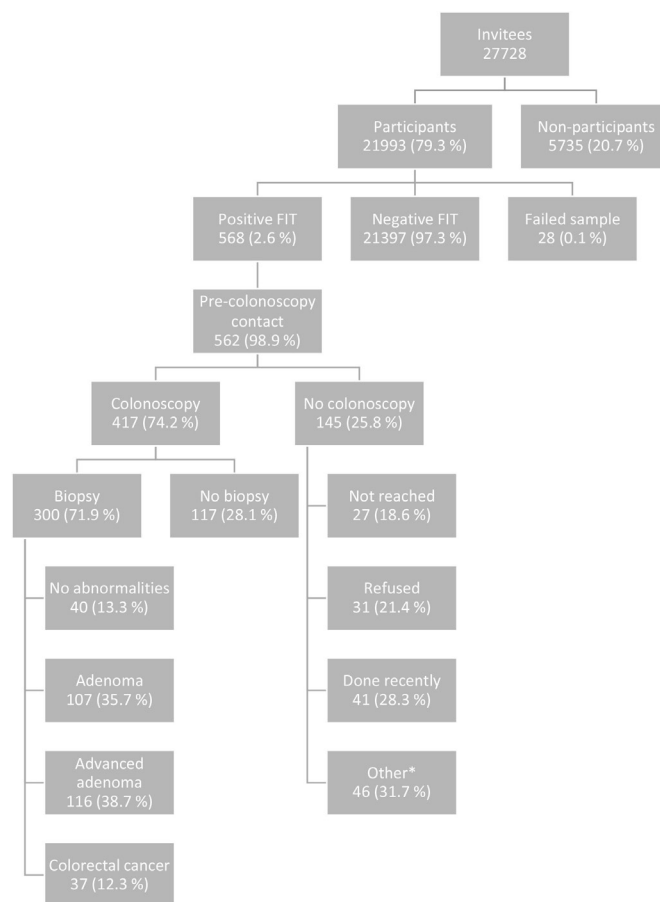 Invitees
27728
Participants
21993 (79.3 %)
Non-participants
5735 (20.7 %)
Positive FIT
568 (2.6 %)
Negative FIT
21397 (97.3 %)
Failed sample
28 (0.1 %)
Pre-colonoscopy
contact
562 (98.9 %)
Colonoscopy
417 (74.2 %)
No colonoscopy
145 (25.8 %)
Biopsy
300 (71.9 %)
No biopsy
117 (28.1 %)
Not reached
27 (18.6 %)
No abnormalities
40 (13.3 %)
Refused
31 (21.4 %)
Adenoma
107 (35.7 %)
Done recently
41 (28.3 %)
Advanced
adenoma
116 (38.7 %)
Other*
46 (31.7 %)
Colorectal cancer
37 (12.3 %)